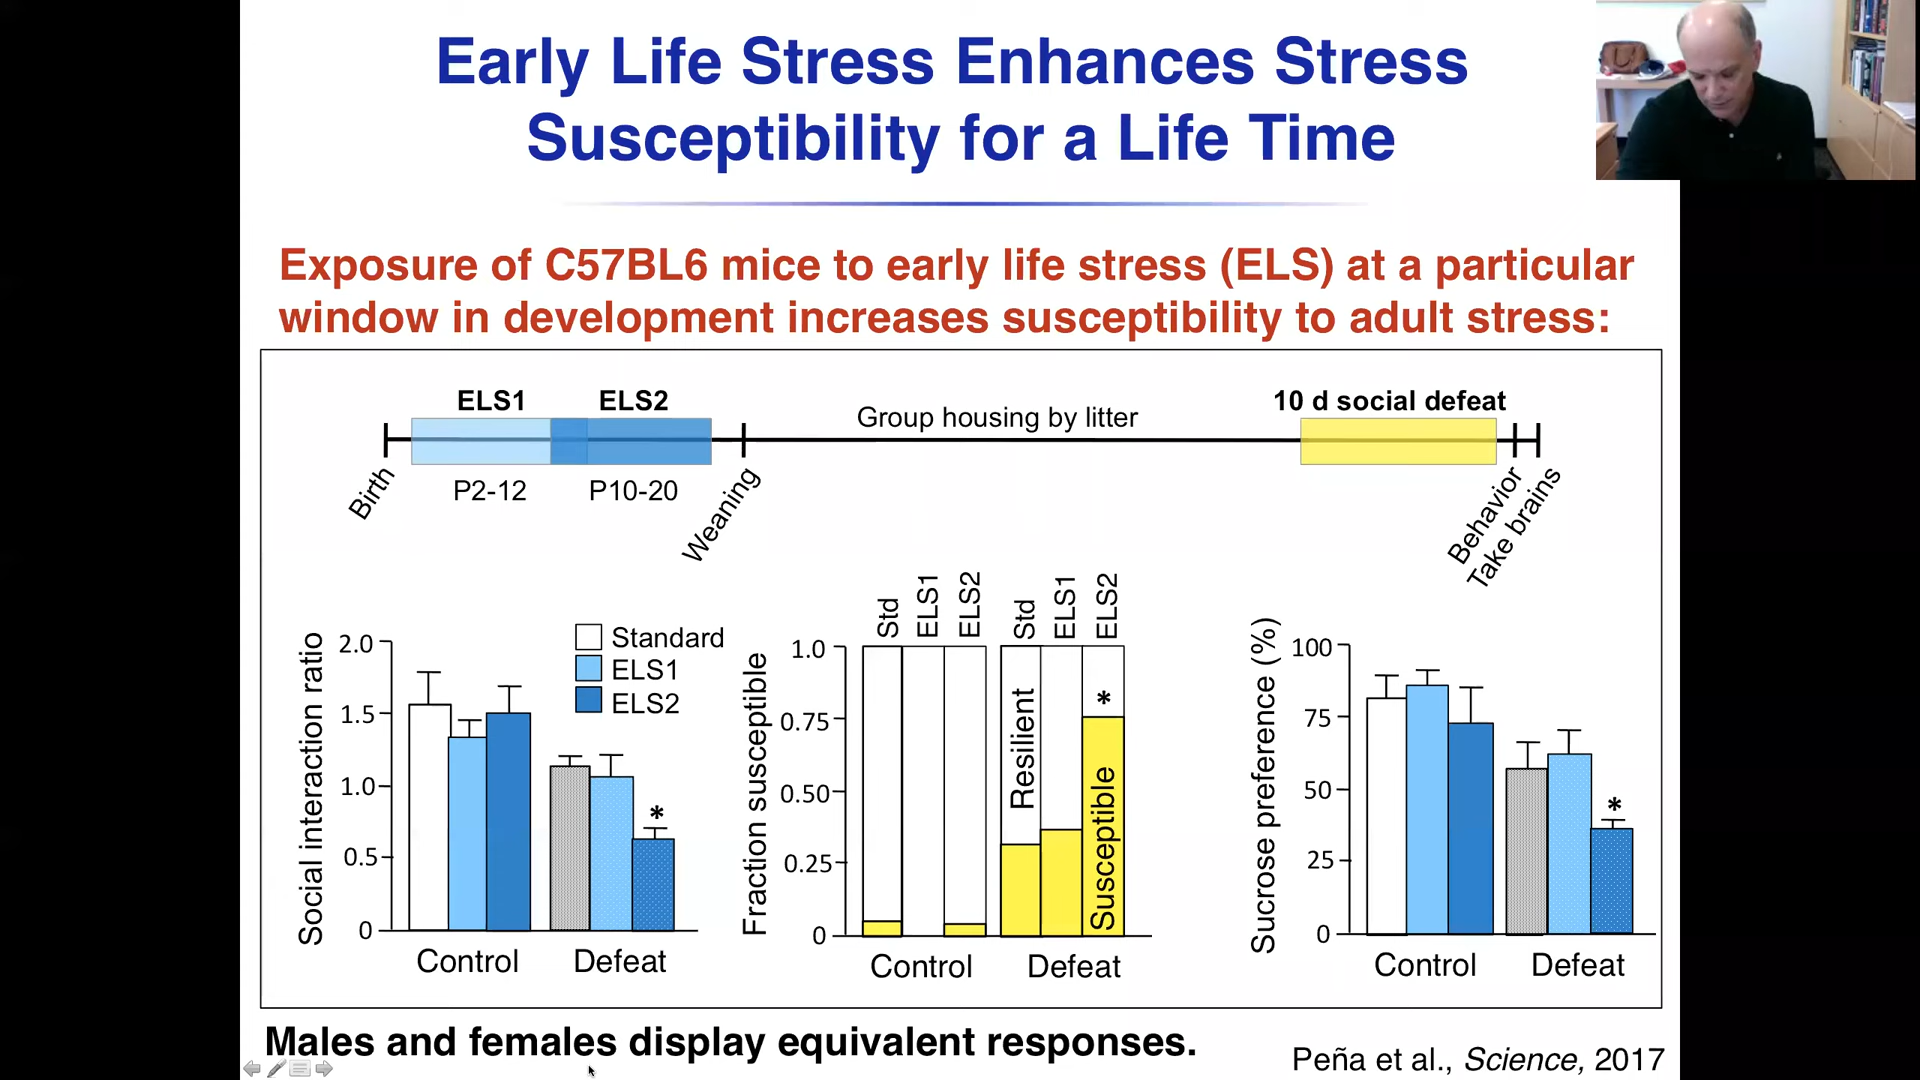 Early Life Stress Enhances Stress
Susceptibility for a Life Time
Exposure of C57BL6 mice to early life stress (ELS) at a particular
window in development increases susceptibility to adult stress:
ELS1
ELS2
Group housing by litter
10 d social defeat
Birth
P2-12
P10-20
Weaning
Behavior
Take brains
Social interaction ratio
2.0
1.5
1.0
0.5
0
Standard
ELS1
ELS2
*
Control
Defeat
Fraction susceptible
1.0
0.75
0.50
0.25
0
Std
ELS1
ELS2
Std
ELS1
ELS2
Resilient
*
Susceptible
Control
Defeat
Sucrose preference (%)
100
75
50
25
0
*
Control
Defeat
Males and females display equivalent responses.
Peña et al., Science, 2017